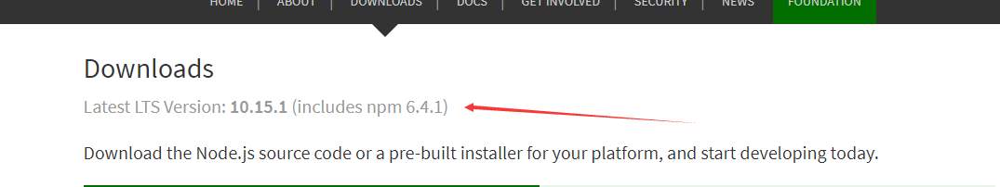 HOME | ABOUT | DOWNLOADS | DOCS | GET INVOLVED | SECURITY | NEWS FOUNDATION
Downloads
Latest LTS Version: 10.15.1 (includes npm 6.4.1)
Download the Node.js source code or a pre-built installer for your platform, and start developing today.